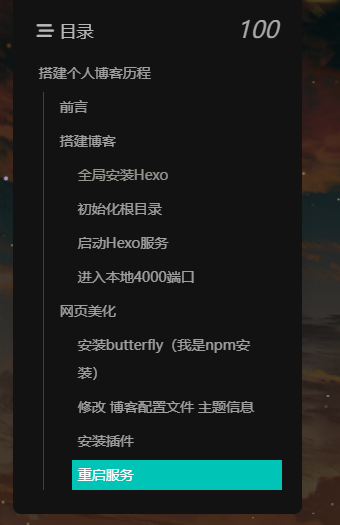 目录 100
搭建个人博客历程
前言
搭建博客
全局安装Hexo
初始化根目录
启动Hexo服务
进入本地4000端口
网页美化
安装butterfly（我是npm安
装）
修改 博客配置文件 主题信息
安装插件
重启服务